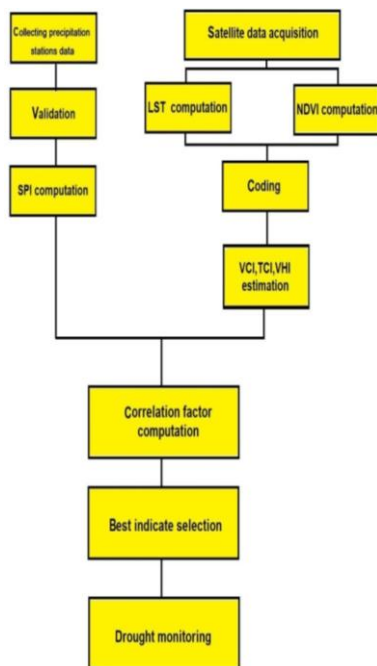 Collecting precipitation
stations data
Validation
SPI computation
Satellite data acquisition
LST computation
NDVI computation
Coding
VCI,TCI,VHI
estimation
Correlation factor
computation
Best indicate selection
Drought monitoring